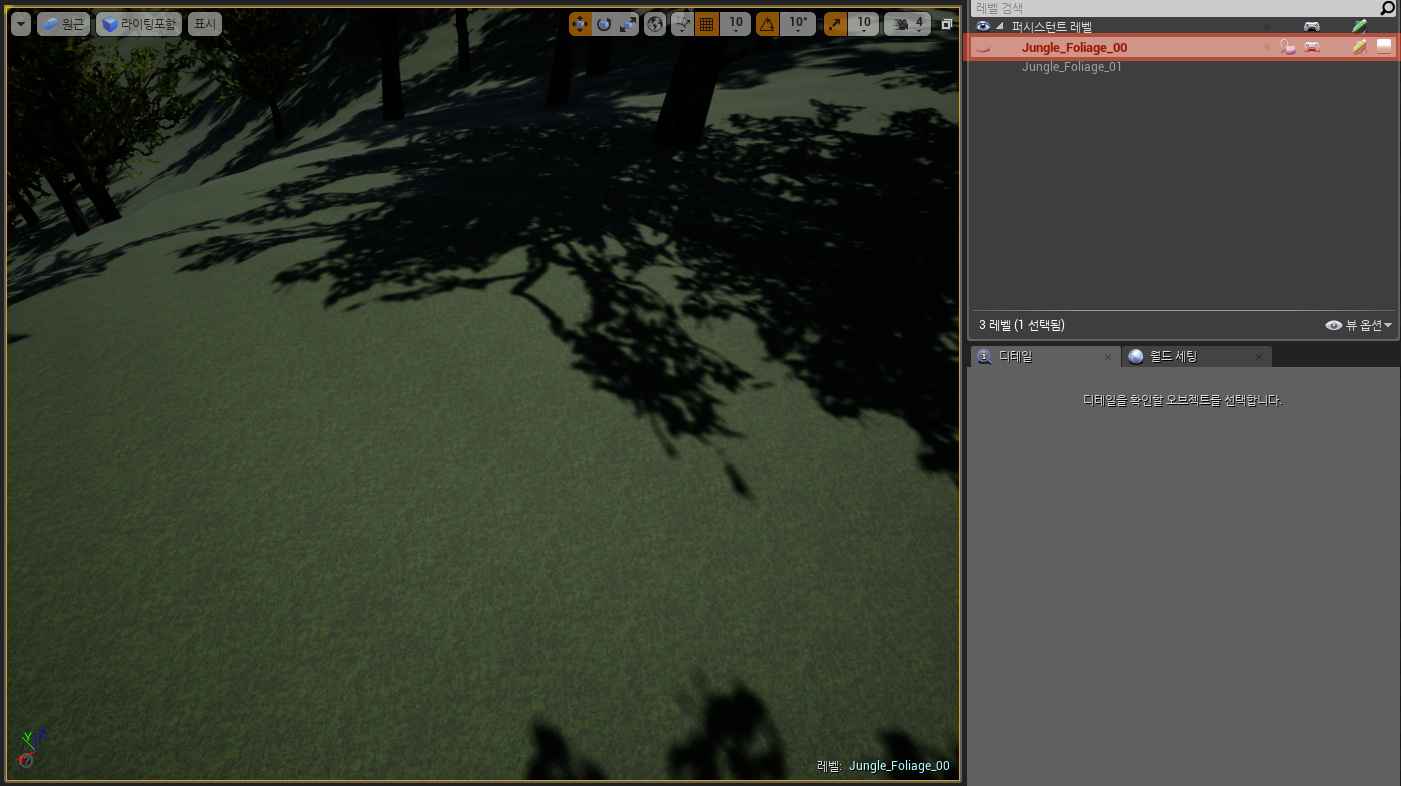 원근 라이팅포함 표시 10 10° 10 4
레벨: Jungle_Foliage_00
레벨 검색
퍼시스턴트 레벨
Jungle_Foliage_00
Jungle_Foliage_01
3 레벨 (1 선택됨) 뷰 옵션
디테일 월드 세팅
디테일을 확인할 오브젝트를 선택합니다.